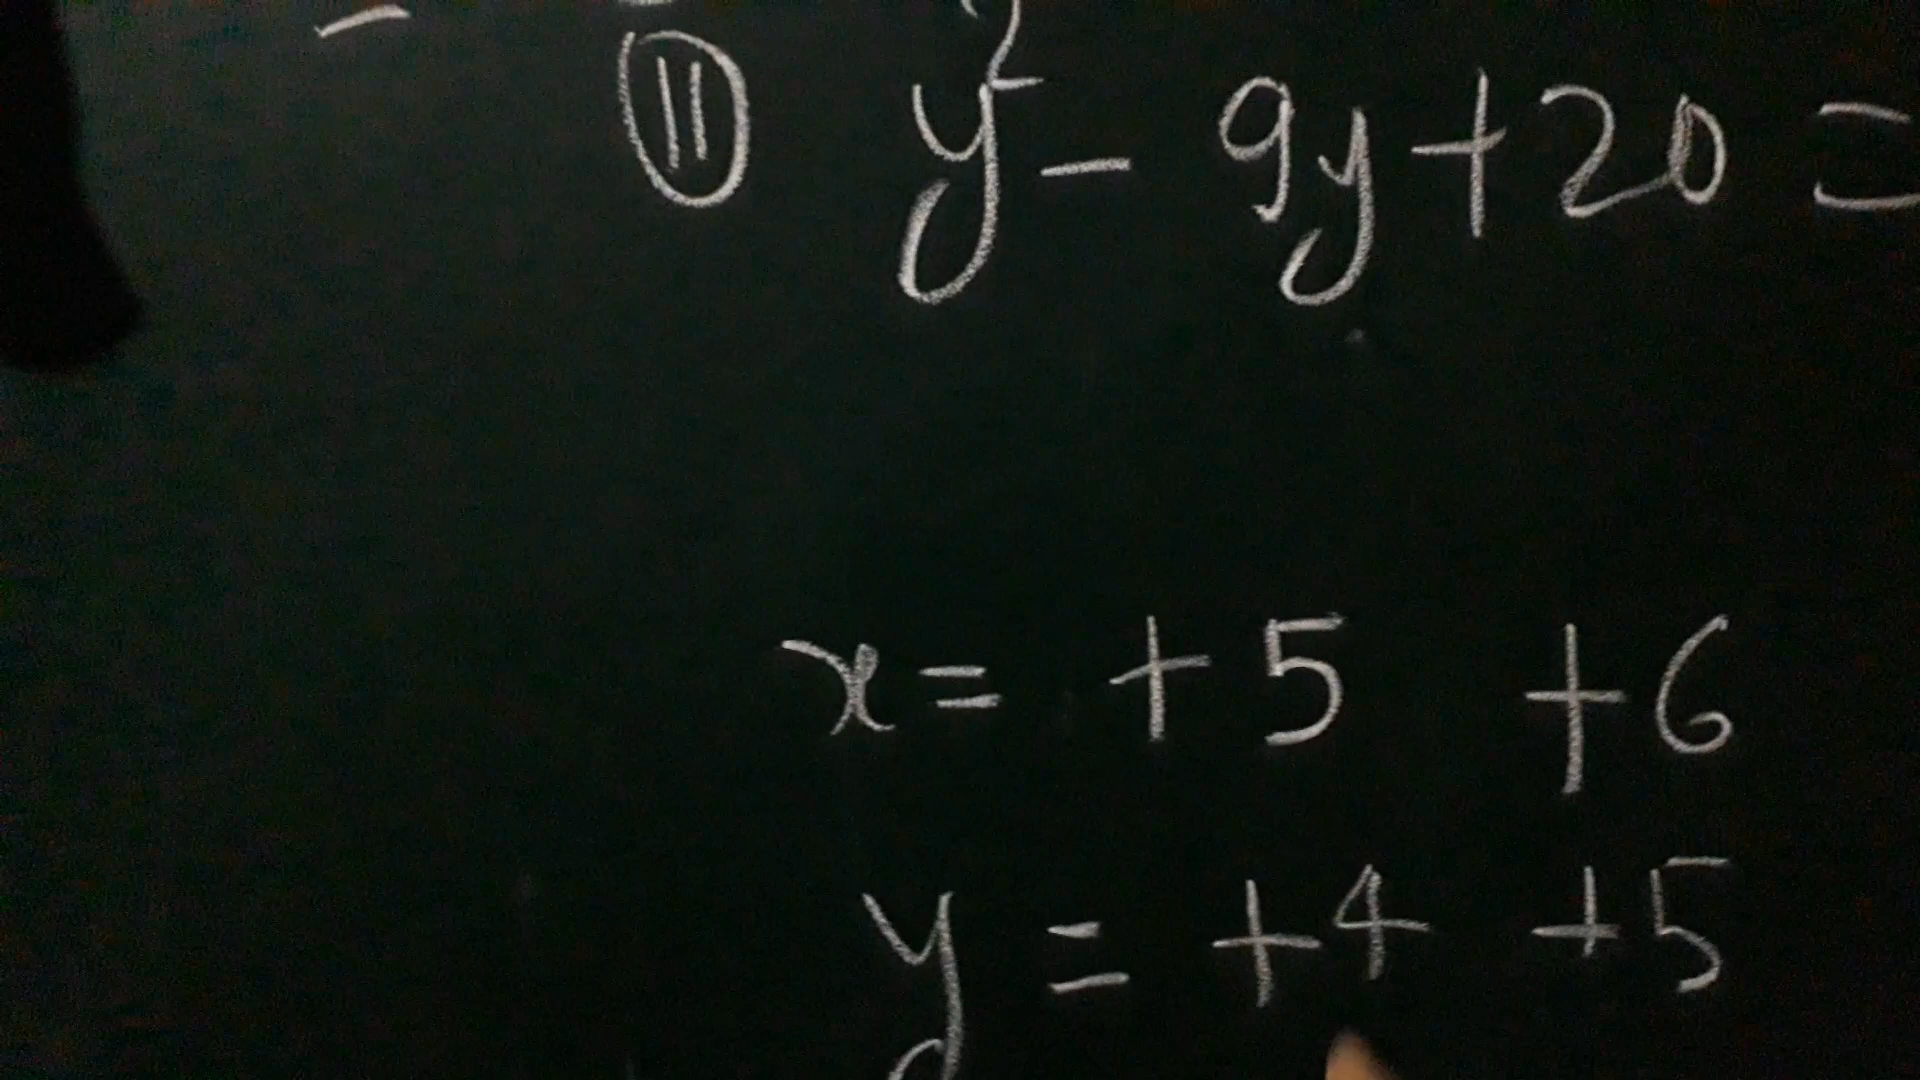 ⑪ y² - 9y + 20 =
x = +5 +6
y = +4 +5